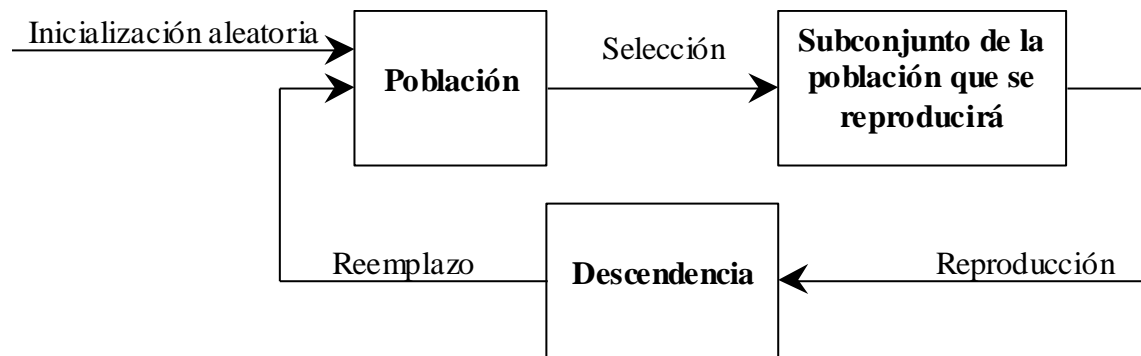 Inicialización aleatoria
Población
Selección
Subconjunto de la
población que se
reproducirá
Reemplazo
Descendencia
Reproducción